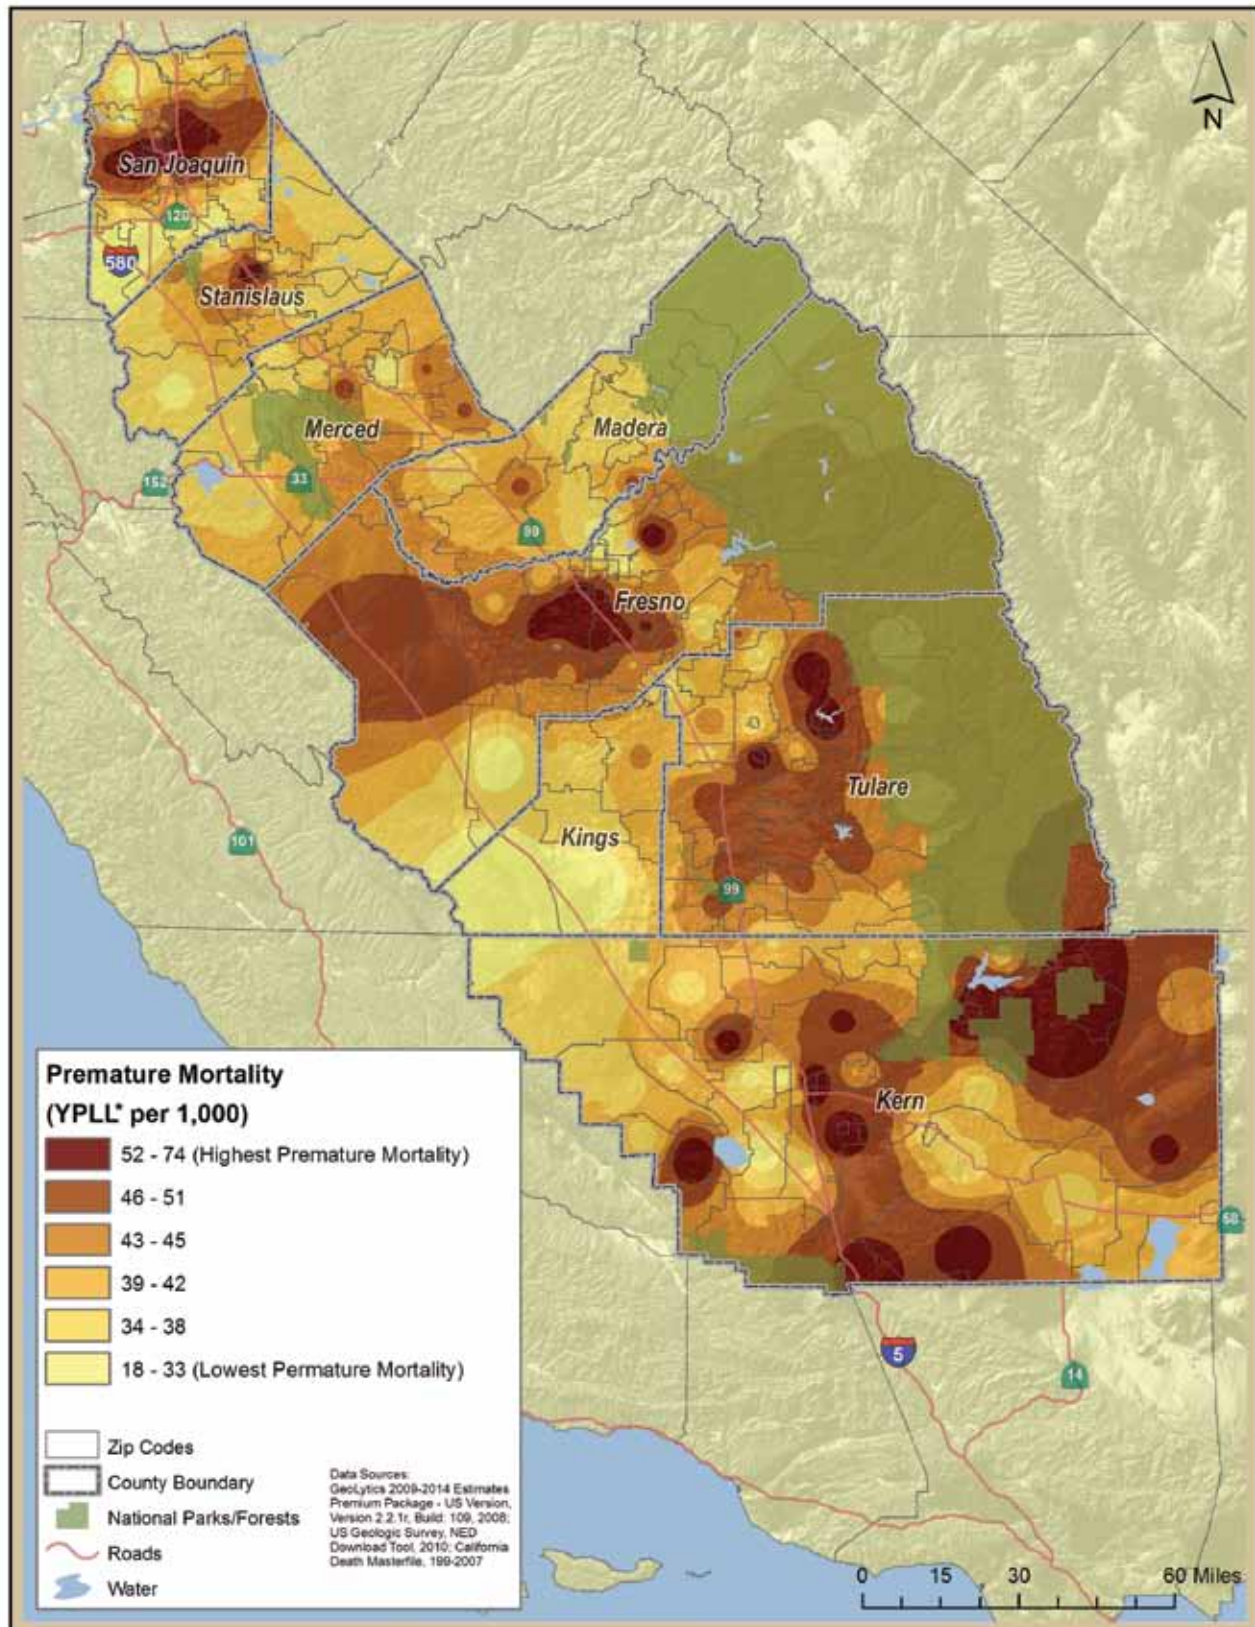 N
San Joaquin
120
580
Stanislaus
Merced
Madera
152
33
99
Fresno
43
Tulare
Kings
101
99
Kern
58
5
14
Premature Mortality
(YPLL* per 1,000)
52 - 74 (Highest Premature Mortality)
46 - 51
43 - 45
39 - 42
34 - 38
18 - 33 (Lowest Permature Mortality)
Zip Codes
County Boundary
National Parks/Forests
Roads
Water
Data Sources:
GeoLytics 2009-2014 Estimates
Premium Package - US Version,
Version 2.2.1r, Build: 109, 2008;
US Geologic Survey, NED
Download Tool, 2010; California
Death Masterfile, 199-2007
0 15 30 60 Miles